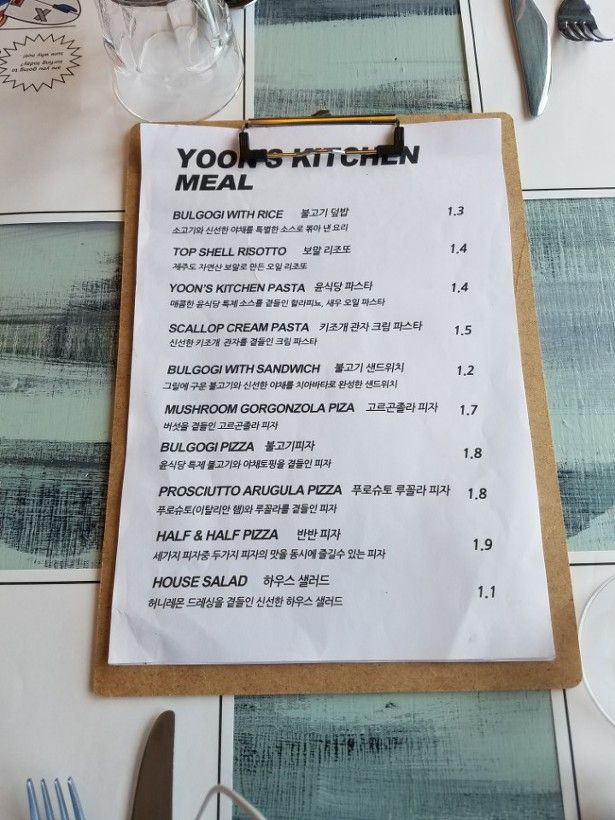 YOON'S KITCHEN
MEAL
BULGOGI WITH RICE 불고기 덮밥 1.3
소고기와 신선한 야채를 특별한 소스로 볶아 낸 요리
TOP SHELL RISOTTO 보말 리조또 1.4
제주도 자연산 보말로 만든 오일 리조또
YOON'S KITCHEN PASTA 윤식당 파스타 1.4
매콤한 윤식당 특제 소스를 곁들인 할라피뇨, 새우 오일 파스타
SCALLOP CREAM PASTA 키조개 관자 크림 파스타 1.5
신선한 키조개 관자를 곁들인 크림 파스타
BULGOGI WITH SANDWICH 불고기 샌드위치 1.2
그릴에 구운 불고기와 신선한 야채를 치아바타로 완성한 샌드위치
MUSHROOM GORGONZOLA PIZA 고르곤졸라 피자 1.7
버섯을 곁들인 고르곤졸라 피자
BULGOGI PIZZA 불고기피자 1.8
윤식당 특제 불고기와 야채토핑을 곁들인 피자
PROSCIUTTO ARUGULA PIZZA 푸로슈토 루꼴라 피자 1.8
푸로슈토(이탈리안 햄)와 루꼴라를 곁들인 피자
HALF & HALF PIZZA 반반 피자 1.9
세가지 피자중 두가지 피자의 맛을 동시에 즐길수 있는 피자
HOUSE SALAD 하우스 샐러드 1.1
허니레몬 드레싱을 곁들인 신선한 하우스 샐러드